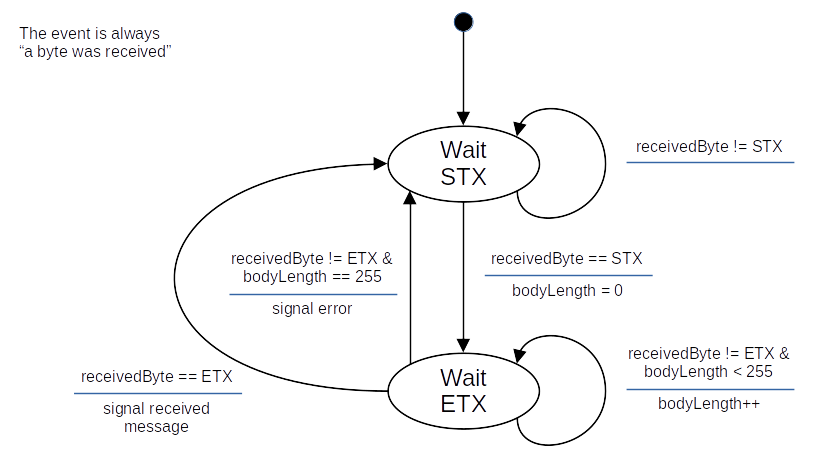 The event is always
“a byte was received”
Wait
STX
receivedByte != STX
receivedByte != ETX &
bodyLength == 255
signal error
receivedByte == STX
bodyLength = 0
receivedByte == ETX
signal received
message
Wait
ETX
receivedByte != ETX &
bodyLength < 255
bodyLength++